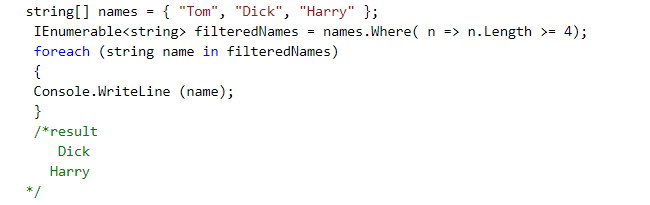 string[] names = { "Tom", "Dick", "Harry" };
IEnumerable<string> filteredNames = names.Where( n => n.Length >= 4);
foreach (string name in filteredNames)
{
Console.WriteLine (name);
}
/*result
Dick
Harry
*/